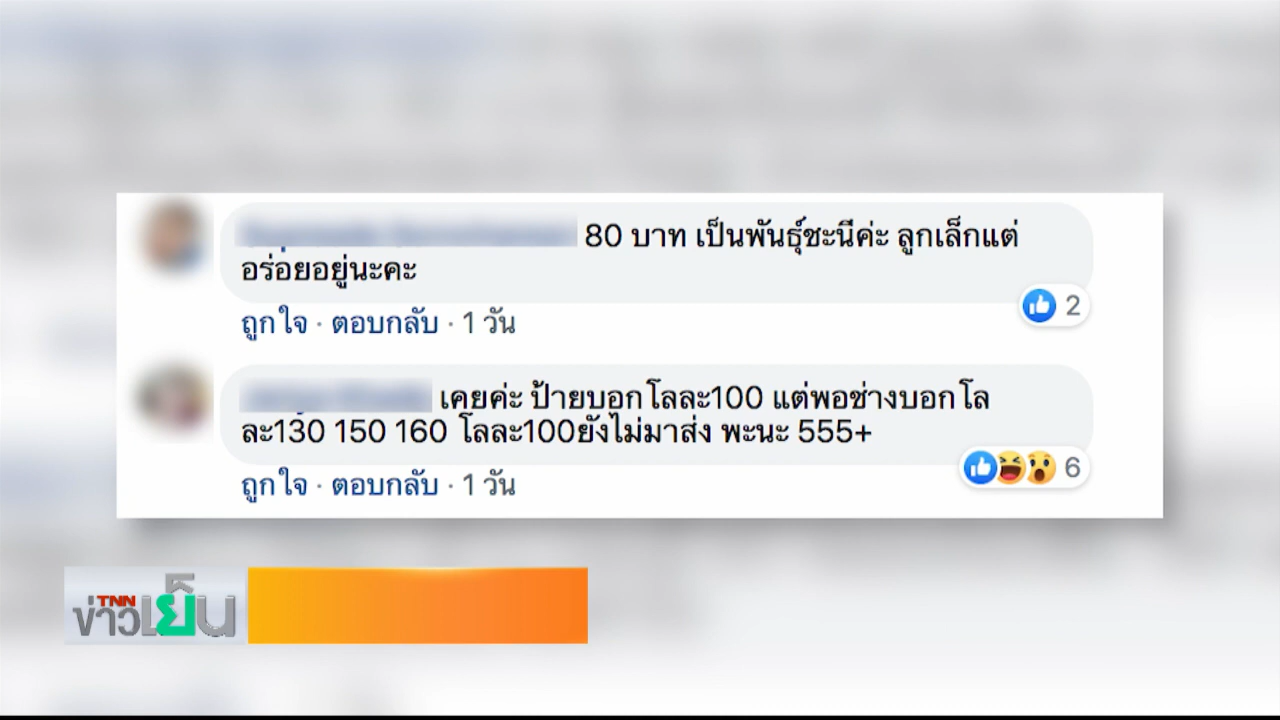 80 บาท เป็นพันธุ์ชะนีค่ะ ลูกเล็กแต่
อร่อยอยู่นะคะ
2
ถูกใจ · ตอบกลับ · 1 วัน
เคยค่ะ ป้ายบอกโลละ100 แต่พอช่างบอกโล
ละ130 150 160 โลละ100ยังไม่มาส่ง พะนะ 555+
6
ถูกใจ · ตอบกลับ · 1 วัน
TNN
ข่าวเย็น